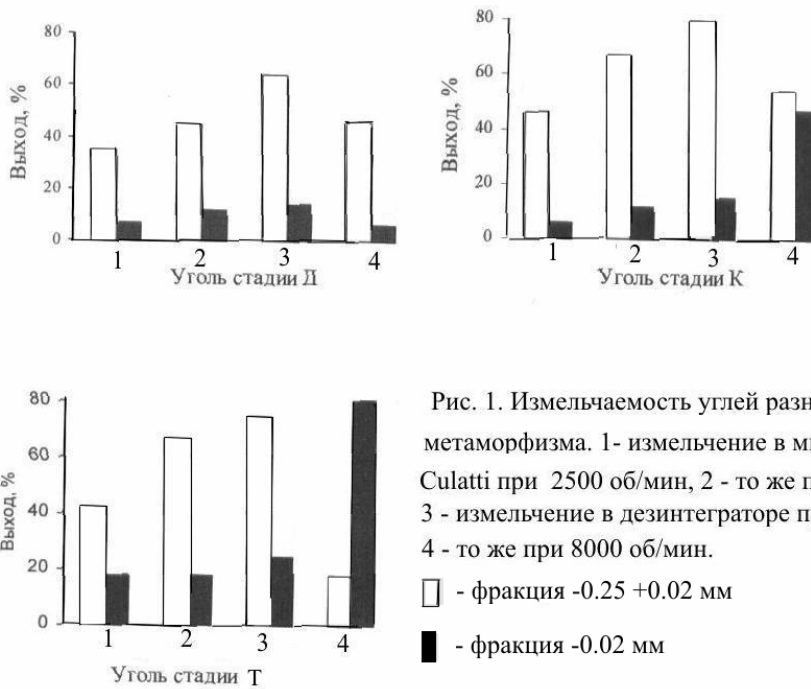 80
60
40
20
0
Выход, %
1 2 3 4
Уголь стадии Д
80
60
40
20
0
Выход, %
1 2 3 4
Уголь стадии К
80
60
40
20
0
Выход, %
1 2 3 4
Уголь стадии Т
Рис. 1. Измельчаемость углей разн
метаморфизма. 1- измельчение в м
Culatti при 2500 об/мин, 2 - то же п
3 - измельчение в дезинтеграторе п
4 - то же при 8000 об/мин.
- фракция -0.25 +0.02 мм
- фракция -0.02 мм